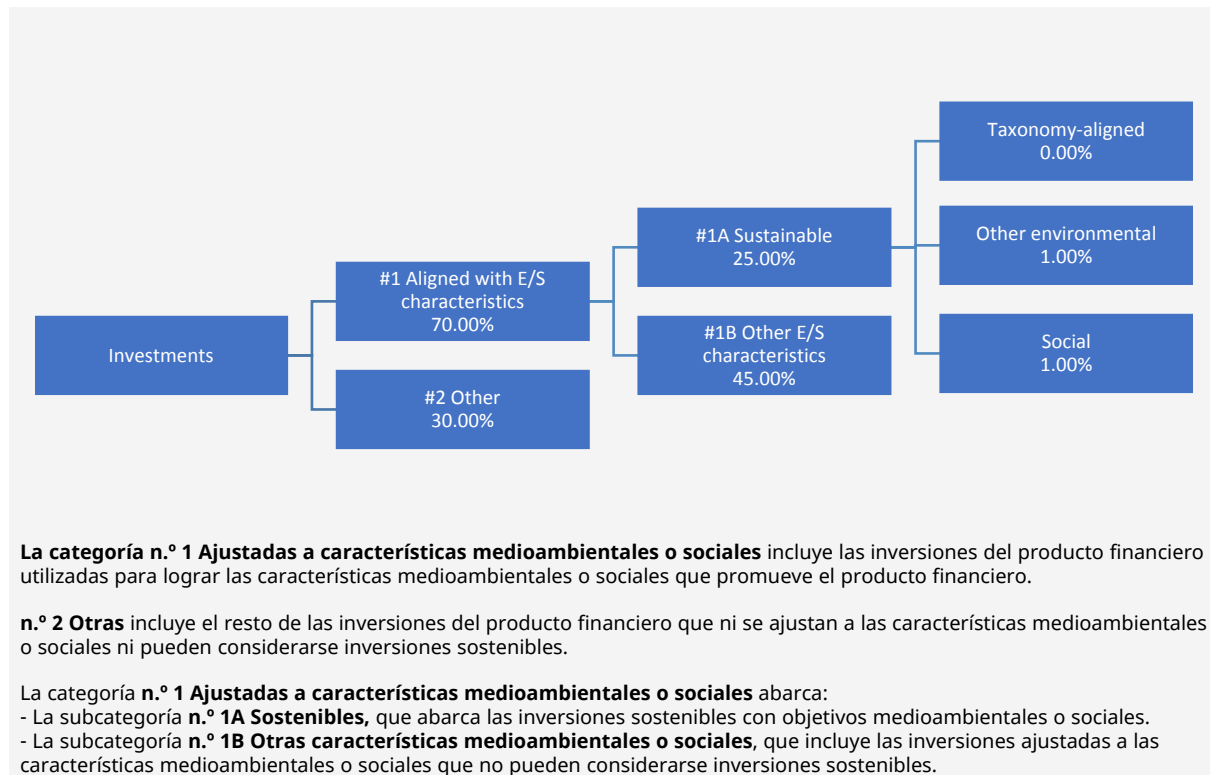 Taxonomy-aligned
0.00%
#1A Sustainable
25.00%
Other environmental
1.00%
#1 Aligned with E/S
characteristics
70.00%
Investments
#1B Other E/S
characteristics
45.00%
Social
1.00%
#2 Other
30.00%
La categoría n.º 1 Ajustadas a características medioambientales o sociales incluye las inversiones del producto financiero
utilizadas para lograr las características medioambientales o sociales que promueve el producto financiero.
n.º 2 Otras incluye el resto de las inversiones del producto financiero que ni se ajustan a las características medioambientales
o sociales ni pueden considerarse inversiones sostenibles.
La categoría n.º 1 Ajustadas a características medioambientales o sociales abarca:
- La subcategoría n.º 1A Sostenibles, que abarca las inversiones sostenibles con objetivos medioambientales o sociales.
- La subcategoría n.º 1B Otras características medioambientales o sociales, que incluye las inversiones ajustadas a las
características medioambientales o sociales que no pueden considerarse inversiones sostenibles.